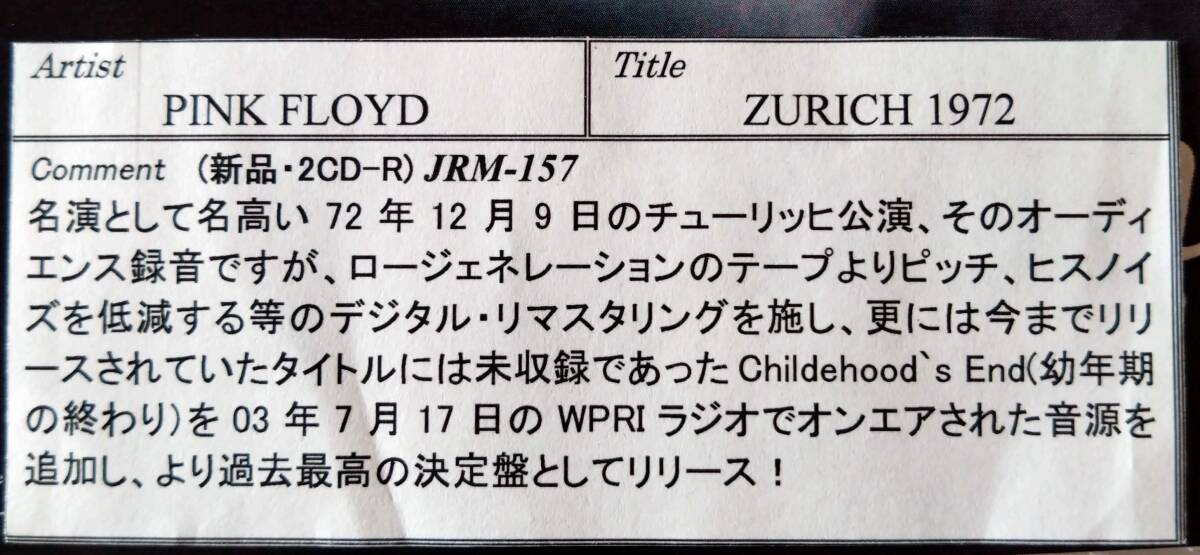 Artist Title
PINK FLOYD ZURICH 1972
Comment (新品・2CD-R) JRM-157
名演として名高い 72 年 12 月 9 日のチューリッヒ公演、そのオーディ
エンス録音ですが、ロージェネレーションのテープよりピッチ、ヒスノイ
ズを低減する等のデジタル・リマスタリングを施し、更には今までリリ
ースされていたタイトルには未収録であった Childehood`s End(幼年期
の終わり)を 03 年 7 月 17 日の WPRI ラジオでオンエアされた音源を
追加し、より過去最高の決定盤としてリリース！